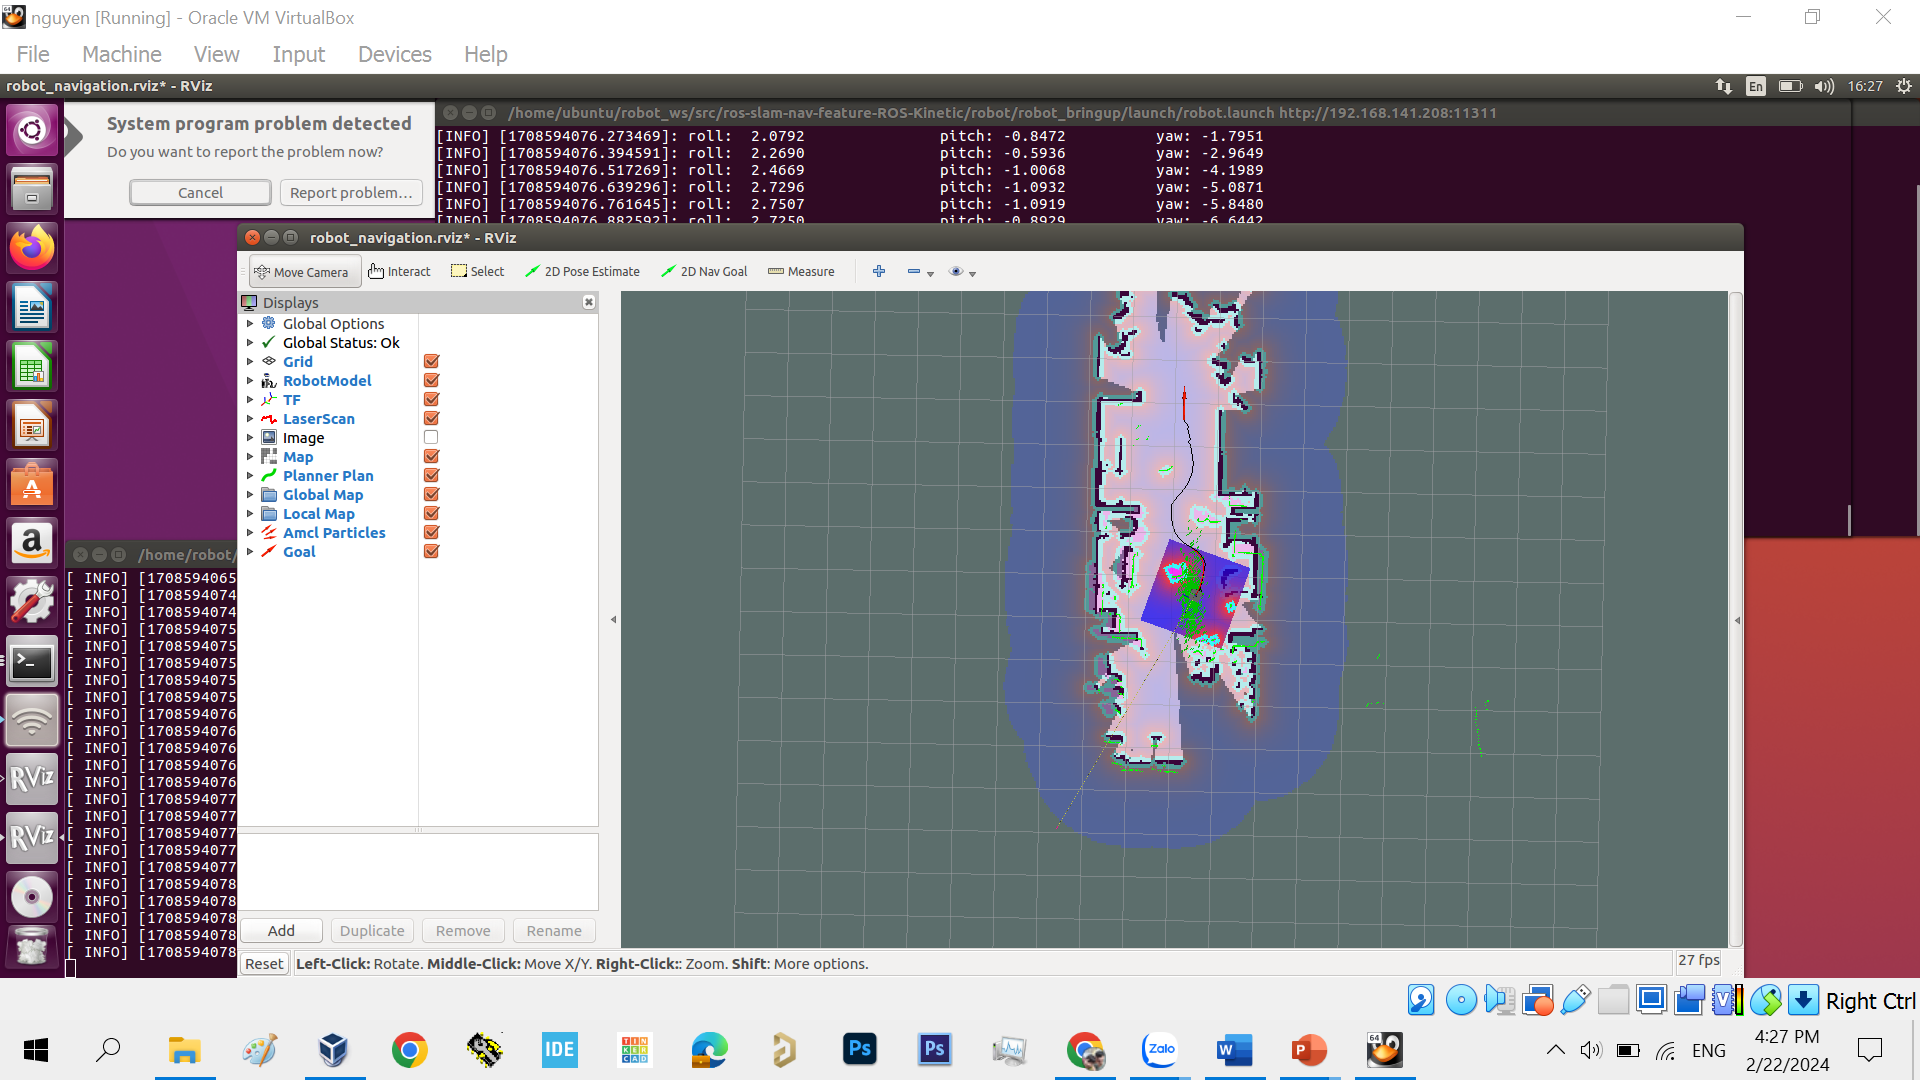 nguyen [Running] - Oracle VM VirtualBox
File Machine View Input Devices Help
robot_navigation.rviz* - RViz
En
16:27
System program problem detected
Do you want to report the problem now?
Cancel
Report problem...
/home/ubuntu/robot_ws/src/ros-slam-nav-feature-ROS-Kinetic/robot/robot_bringup/launch/robot.launch http://192.168.141.208:11311
[INFO] [1708594076.273469]: roll: 2.0792 pitch: -0.8472 yaw: -1.7951
[INFO] [1708594076.394591]: roll: 2.2690 pitch: -0.5936 yaw: -2.9649
[INFO] [1708594076.517269]: roll: 2.4669 pitch: -1.0068 yaw: -4.1989
[INFO] [1708594076.639296]: roll: 2.7296 pitch: -1.0932 yaw: -5.0871
[INFO] [1708594076.761645]: roll: 2.7507 pitch: -1.0919 yaw: -5.8480
[INFO] [1708594076.882592]: roll: 2.7250 pitch: -0.8929 yaw: -6.6442
robot_navigation.rviz* - RViz
Move Camera Interact Select 2D Pose Estimate 2D Nav Goal Measure
Displays
Global Options
Global Status: Ok
Grid
RobotModel
TF
LaserScan
Image
Map
Planner Plan
Global Map
Local Map
Amcl Particles
Goal
Add Duplicate Remove Rename
Reset
Left-Click: Rotate. Middle-Click: Move X/Y. Right-Click:: Zoom. Shift: More options.
27 fps
/home/robot/
[ INFO] [1708594065
[ INFO] [1708594074
[ INFO] [1708594074
[ INFO] [1708594075
[ INFO] [1708594075
[ INFO] [1708594075
[ INFO] [1708594075
[ INFO] [1708594075
[ INFO] [1708594076
[ INFO] [1708594076
[ INFO] [1708594076
[ INFO] [1708594076
[ INFO] [1708594076
[ INFO] [1708594077
[ INFO] [1708594077
[ INFO] [1708594077
[ INFO] [1708594077
[ INFO] [1708594077
[ INFO] [1708594078
[ INFO] [1708594078
[ INFO] [1708594078
[ INFO] [1708594078
[ INFO] [1708594078
RViz
RViz
Right Ctrl
IDE
TIN
KER
CAD
Ps
Ps
Zalo
W
P
64
ENG
4:27 PM
2/22/2024